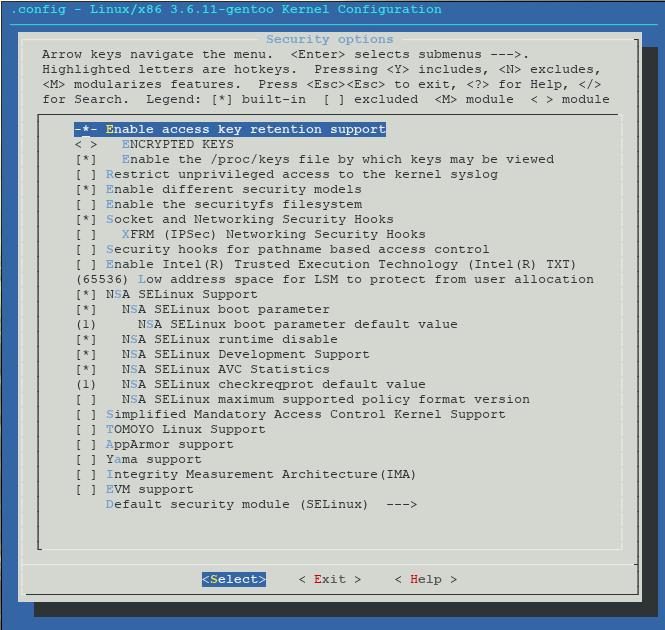 .config - Linux/x86 3.6.11-gentoo Kernel Configuration
Security options
Arrow keys navigate the menu.  <Enter> selects submenus --->.
Highlighted letters are hotkeys.  Pressing <Y> includes, <N> excludes,
<M> modularizes features.  Press <Esc><Esc> to exit, <?> for Help, </>
for Search.  Legend: [*] built-in  [ ] excluded  <M> module  < > module
-*- Enable access key retention support
< >   ENCRYPTED KEYS
[*]   Enable the /proc/keys file by which keys may be viewed
[ ] Restrict unprivileged access to the kernel syslog
[*] Enable different security models
[ ] Enable the securityfs filesystem
[*] Socket and Networking Security Hooks
[ ]   XFRM (IPSec) Networking Security Hooks
[ ] Security hooks for pathname based access control
[ ] Enable Intel(R) Trusted Execution Technology (Intel(R) TXT)
(65536) Low address space for LSM to protect from user allocation
[*] NSA SELinux Support
[*]   NSA SELinux boot parameter
(1)     NSA SELinux boot parameter default value
[*]   NSA SELinux runtime disable
[*]   NSA SELinux Development Support
[*]   NSA SELinux AVC Statistics
(1)   NSA SELinux checkreqprot default value
[ ]   NSA SELinux maximum supported policy format version
[ ] Simplified Mandatory Access Control Kernel Support
[ ] TOMOYO Linux Support
[ ] AppArmor support
[ ] Yama support
[ ] Integrity Measurement Architecture(IMA)
[ ] EVM support
Default security module (SELinux)  --->
<Select>    < Exit >    < Help >